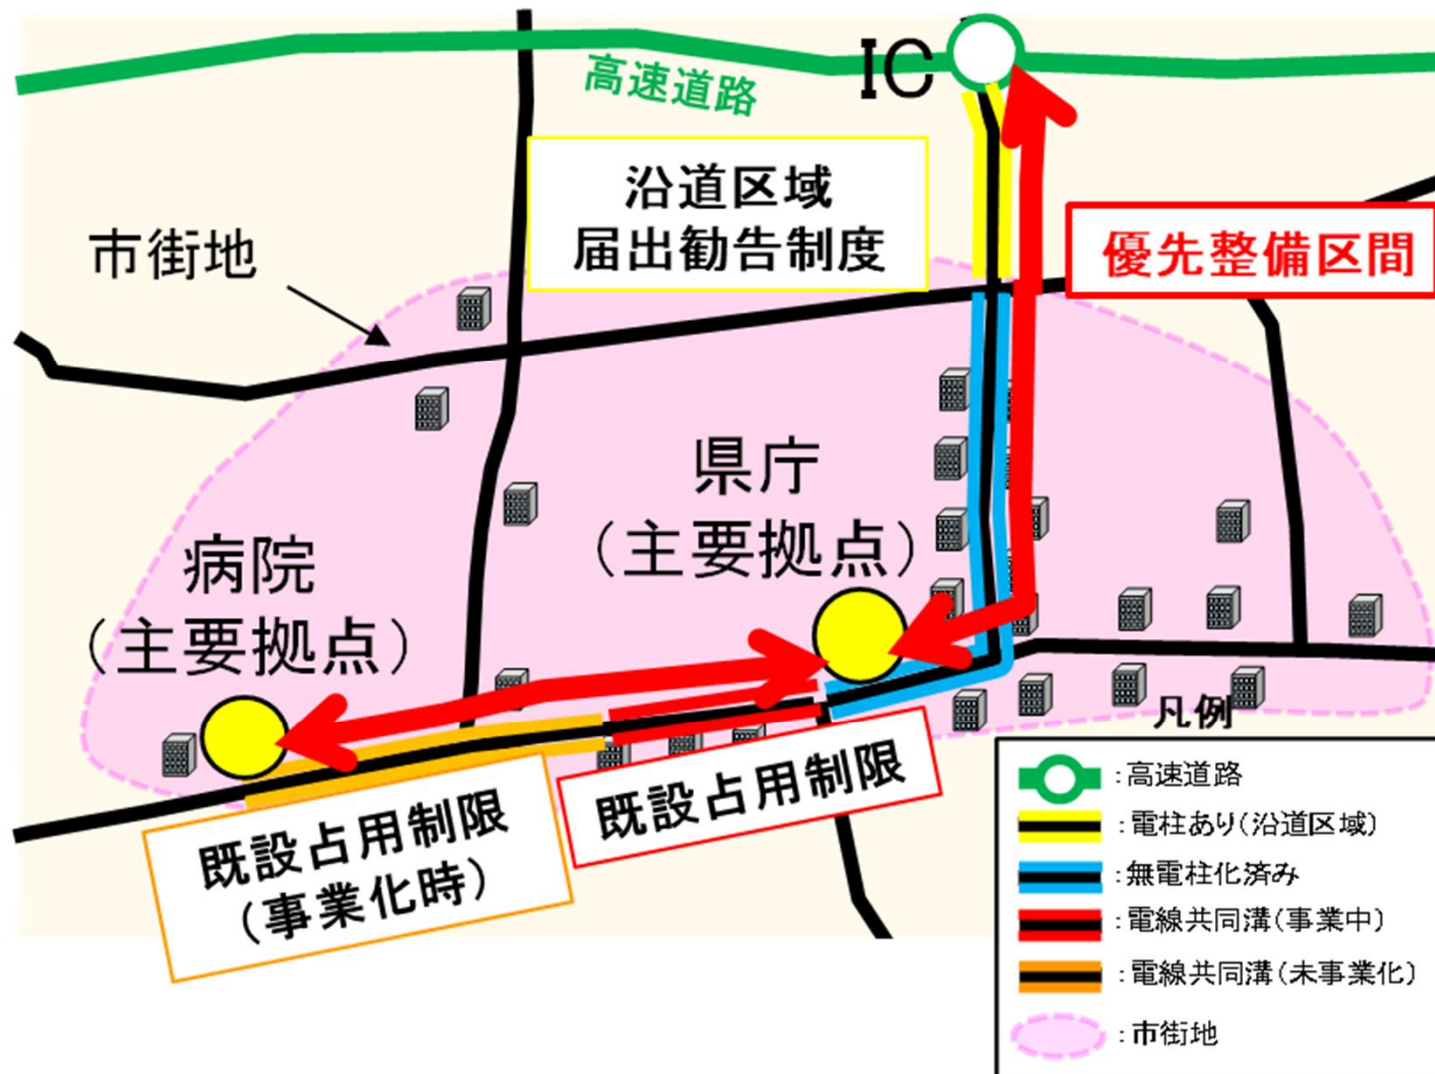 高速道路
IC
沿道区域
届出勧告制度
市街地
優先整備区間
県庁
（主要拠点）
病院
（主要拠点）
既設占用制限
既設占用制限
（事業化時）
凡例
：高速道路
：電柱あり（沿道区域）
：無電柱化済み
：電線共同溝（事業中）
：電線共同溝（未事業化）
：市街地